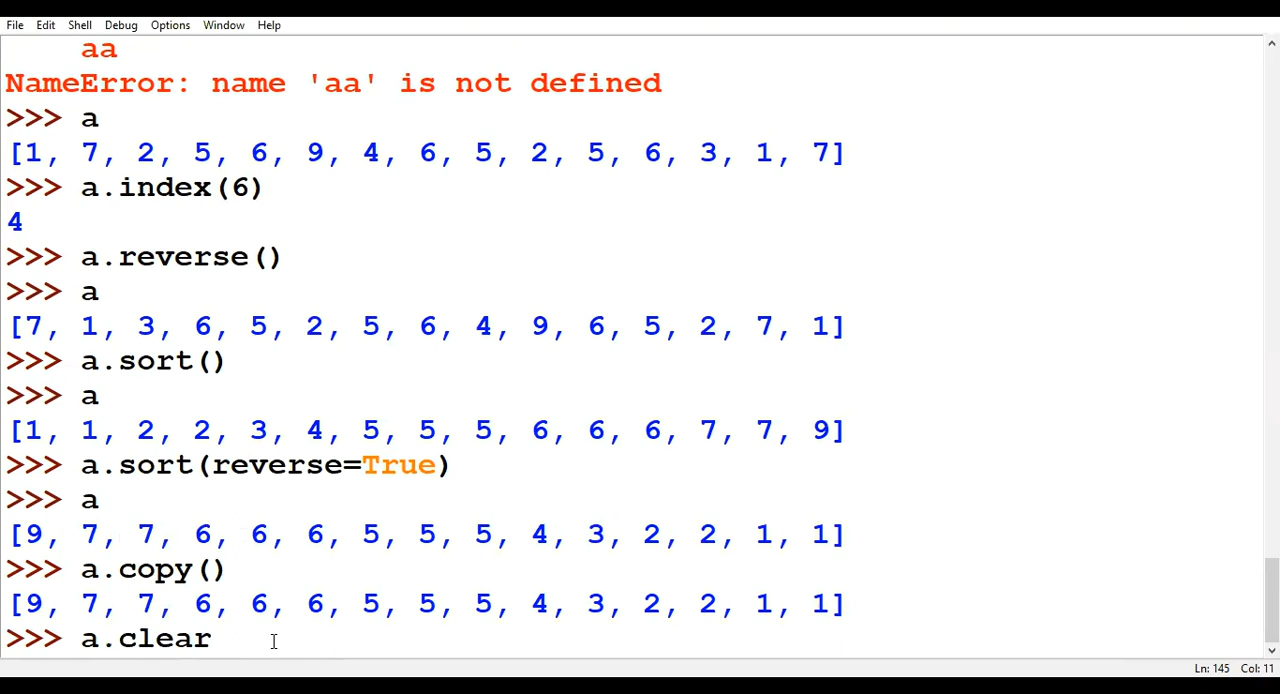 File Edit Shell Debug Options Window Help
aa
NameError: name 'aa' is not defined
>>> a
[1, 7, 2, 5, 6, 9, 4, 6, 5, 2, 5, 6, 3, 1, 7]
>>> a.index(6)
4
>>> a.reverse()
>>> a
[7, 1, 3, 6, 5, 2, 5, 6, 4, 9, 6, 5, 2, 7, 1]
>>> a.sort()
>>> a
[1, 1, 2, 2, 3, 4, 5, 5, 5, 6, 6, 6, 7, 7, 9]
>>> a.sort(reverse=True)
>>> a
[9, 7, 7, 6, 6, 6, 5, 5, 5, 4, 3, 2, 2, 1, 1]
>>> a.copy()
[9, 7, 7, 6, 6, 6, 5, 5, 5, 4, 3, 2, 2, 1, 1]
>>> a.clear
Ln: 145 Col: 11